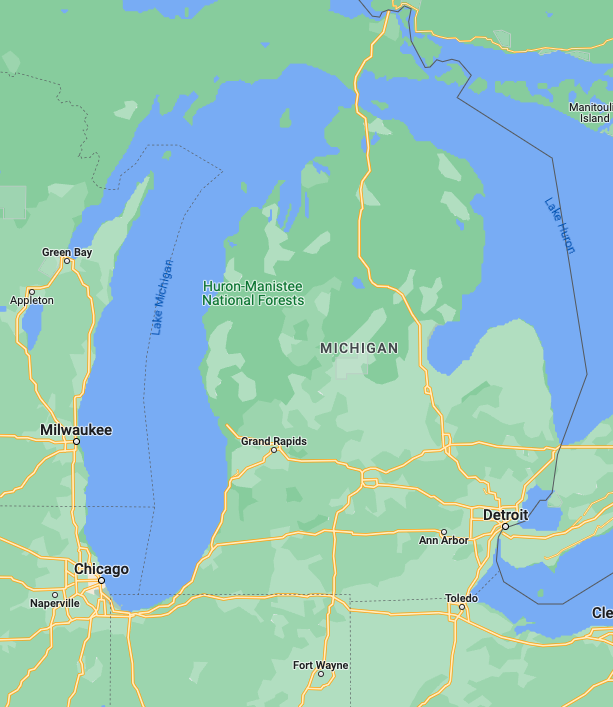 Manitouli
Island
Lake Huron
Green Bay
Appleton
Lake Michigan
Huron-Manistee
National Forests
MICHIGAN
Milwaukee
Grand Rapids
Detroit
Ann Arbor
Chicago
Naperville
Toledo
Cle
Fort Wayne